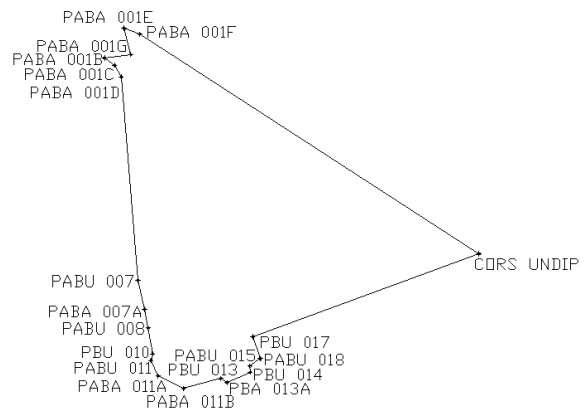 PABA 001E
PABA 001F
PABA 001G
PABA 001B
PABA 001C
PABA 001D
CORS UNDIP
PABU 007
PABA 007A
PABU 008
PBU 017
PBU 010
PABU 015
PABU 018
PABU 011
PBU 013
PBU 014
PABA 011A
PBA 013A
PABA 011B